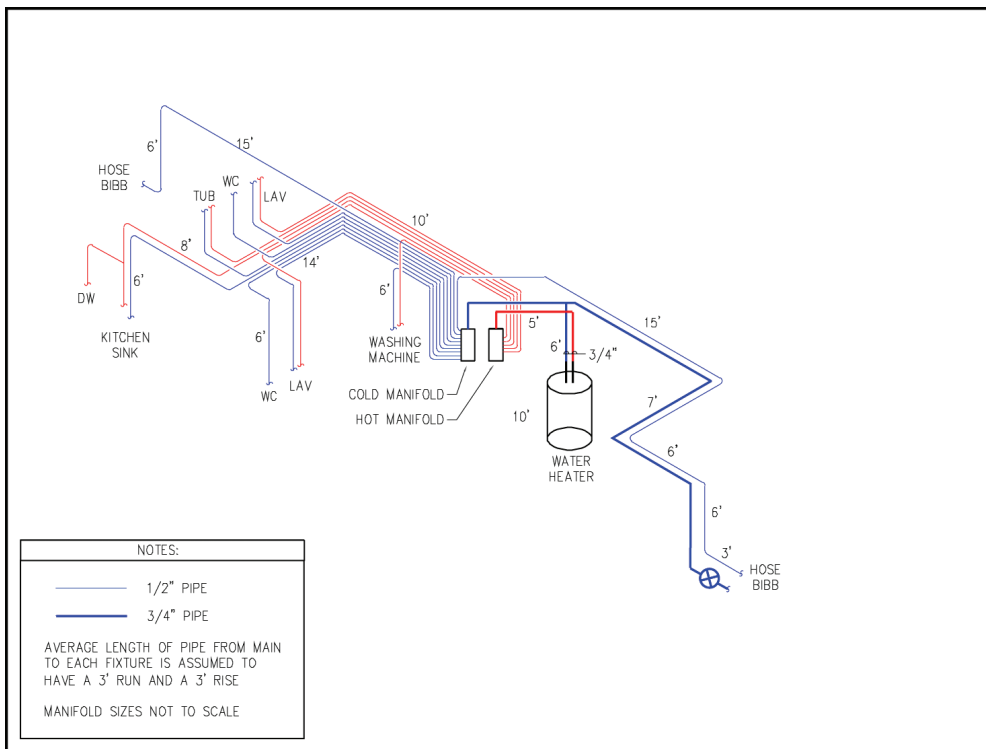 15'
6'
HOSE
BIBB
WC
TUB
LAV
10'
8'
14'
DW
6'
KITCHEN
SINK
6'
WASHING
MACHINE
5'
15'
6'
3/4"
6'
WC
LAV
COLD MANIFOLD
HOT MANIFOLD
10'
7'
WATER
HEATER
6'
6'
3'
HOSE
BIBB
NOTES:
1/2" PIPE
3/4" PIPE
AVERAGE LENGTH OF PIPE FROM MAIN
TO EACH FIXTURE IS ASSUMED TO
HAVE A 3' RUN AND A 3' RISE
MANIFOLD SIZES NOT TO SCALE